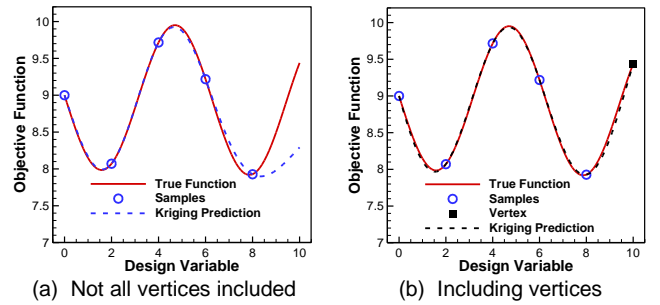 10
9.5
9
8.5
8
7.5
7
Objective Function
True Function
Samples
Kriging Prediction
0 2 4 6 8 10
Design Variable
(a) Not all vertices included
10
9.5
9
8.5
8
7.5
7
Objective Function
True Function
Samples
Vertex
Kriging Prediction
0 2 4 6 8 10
Design Variable
(b) Including vertices